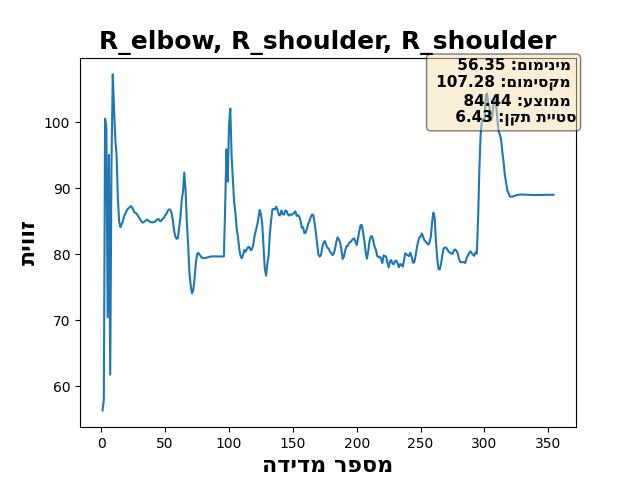 R_elbow, R_shoulder, R_shoulder
מינימום: 56.35
מקסימום: 107.28
ממוצע: 84.44
סטיית תקן: 6.43
זווית
100
90
80
70
60
0 50 100 150 200 250 300 350
מספר מדידה